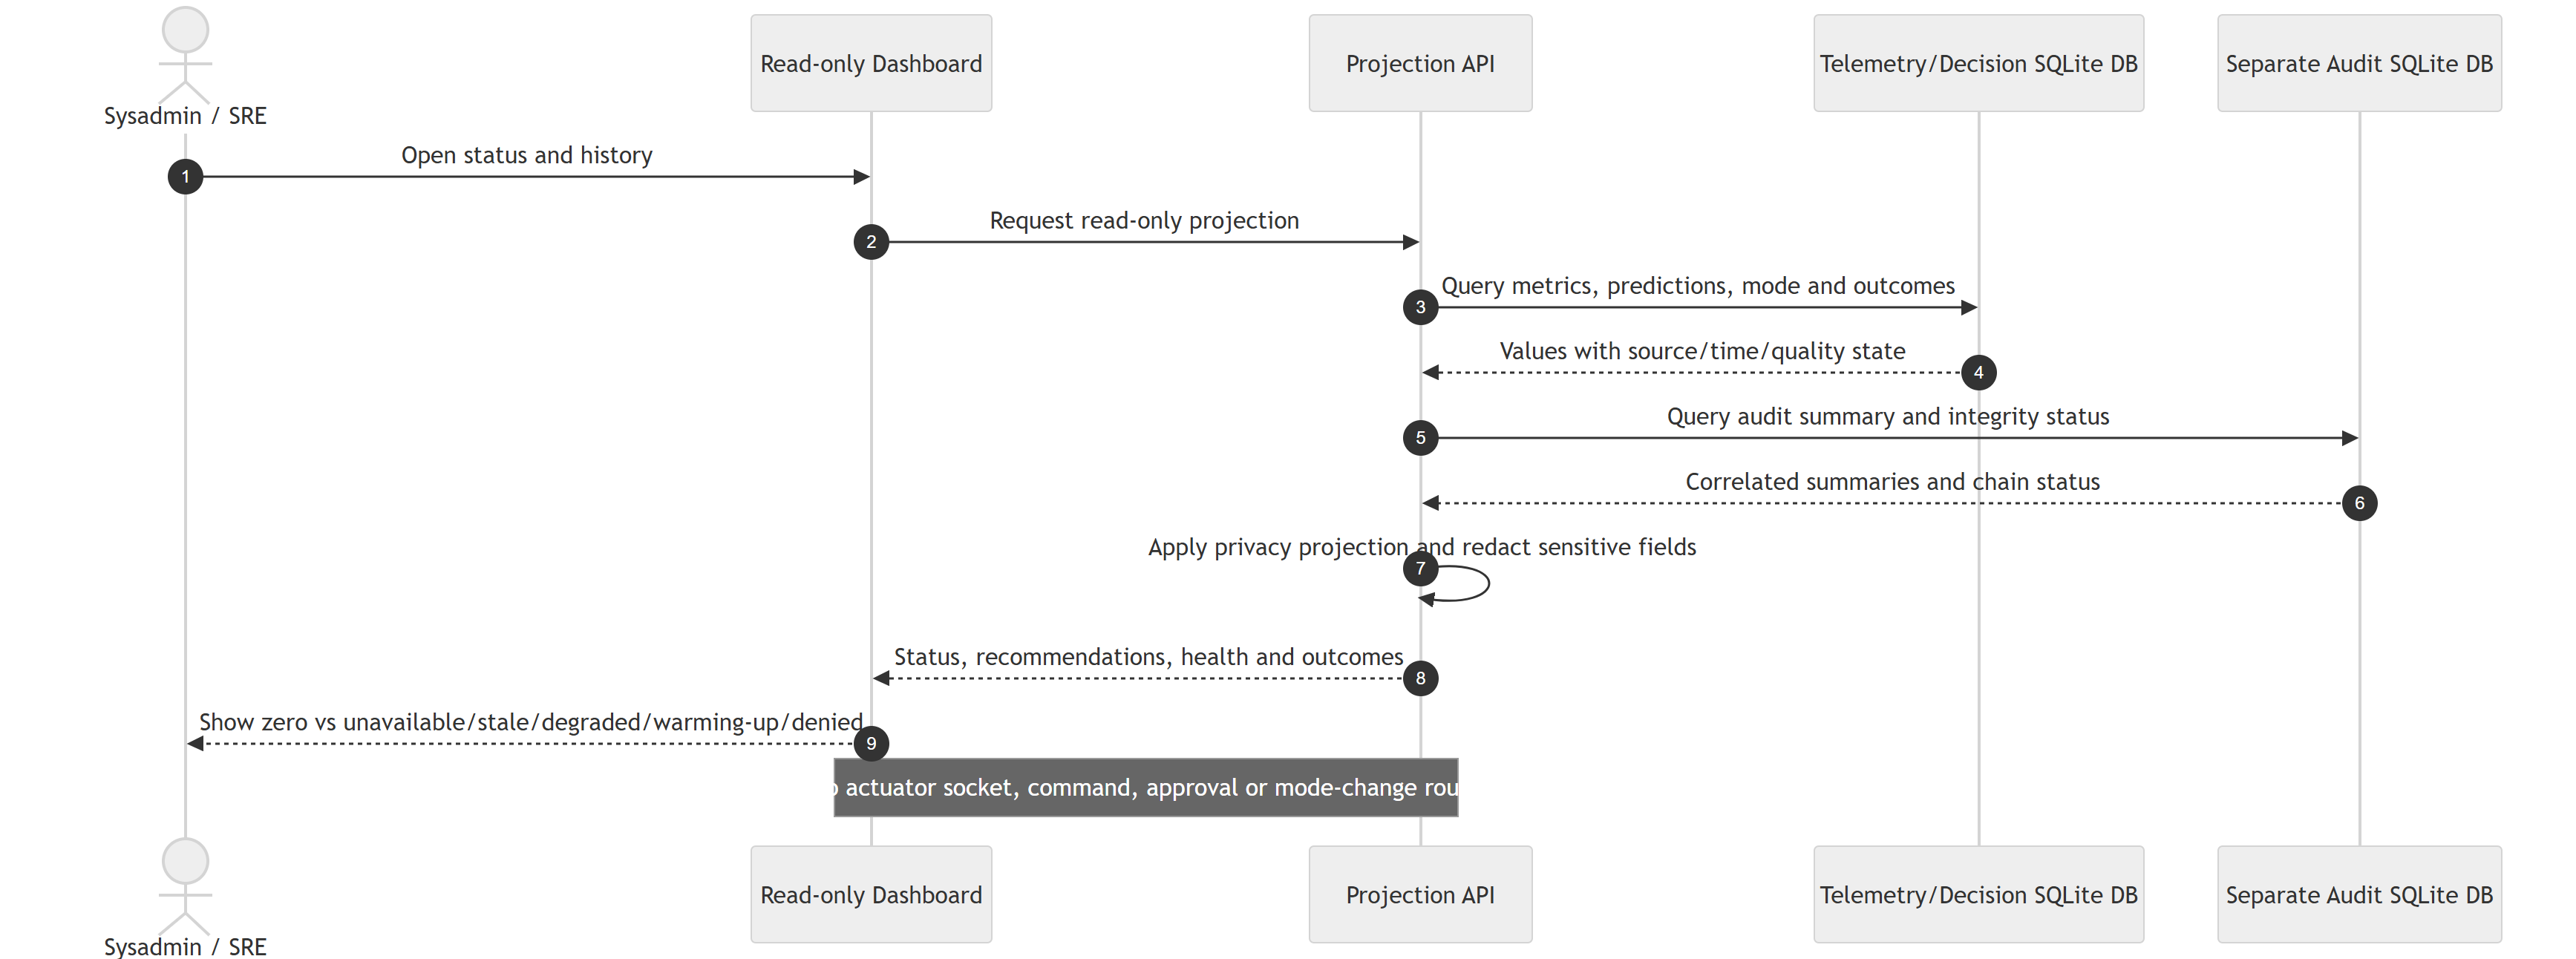 Sysadmin / SRE
Read-only Dashboard
Projection API
Telemetry/Decision SQLite DB
Separate Audit SQLite DB
1
Open status and history
2
Request read-only projection
3
Query metrics, predictions, mode and outcomes
4
Values with source/time/quality state
5
Query audit summary and integrity status
6
Correlated summaries and chain status
7
Apply privacy projection and redact sensitive fields
8
Status, recommendations, health and outcomes
9
Show zero vs unavailable/stale/degraded/warming-up/denied
actuator socket, command, approval or mode-change
Sysadmin / SRE
Read-only Dashboard
Projection API
Telemetry/Decision SQLite DB
Separate Audit SQLite DB